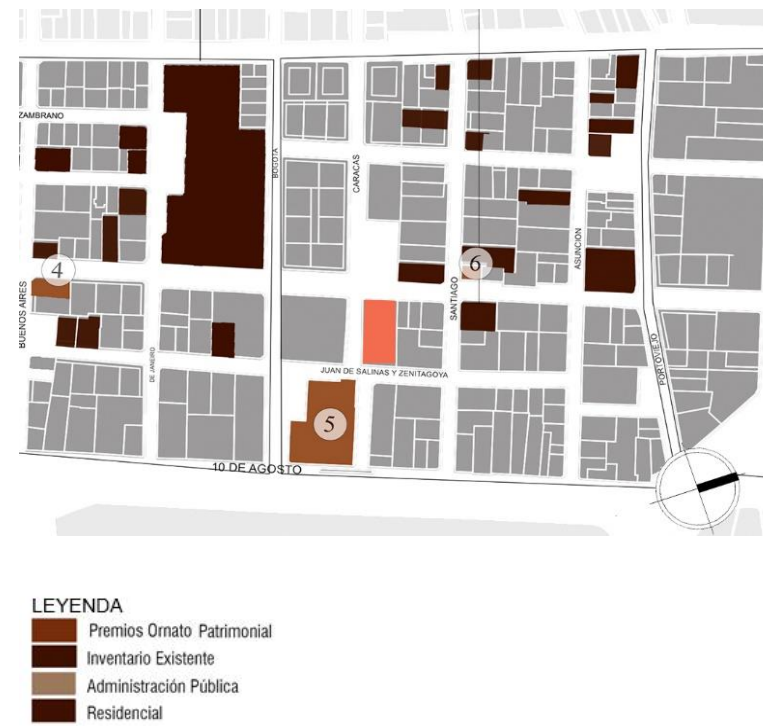 ZAMBRANO
BOGOTA
CARACAS
ASUNCION
6
4
BUENOS AIRES
SANTIAGO
PORTOVIEJO
DE JANEIRO
JUAN DE SALINAS Y ZENITAGOYA
5
10 DE AGOSTO
LEYENDA
Premios Ornato Patrimonial
Inventario Existente
Administración Pública
Residencial